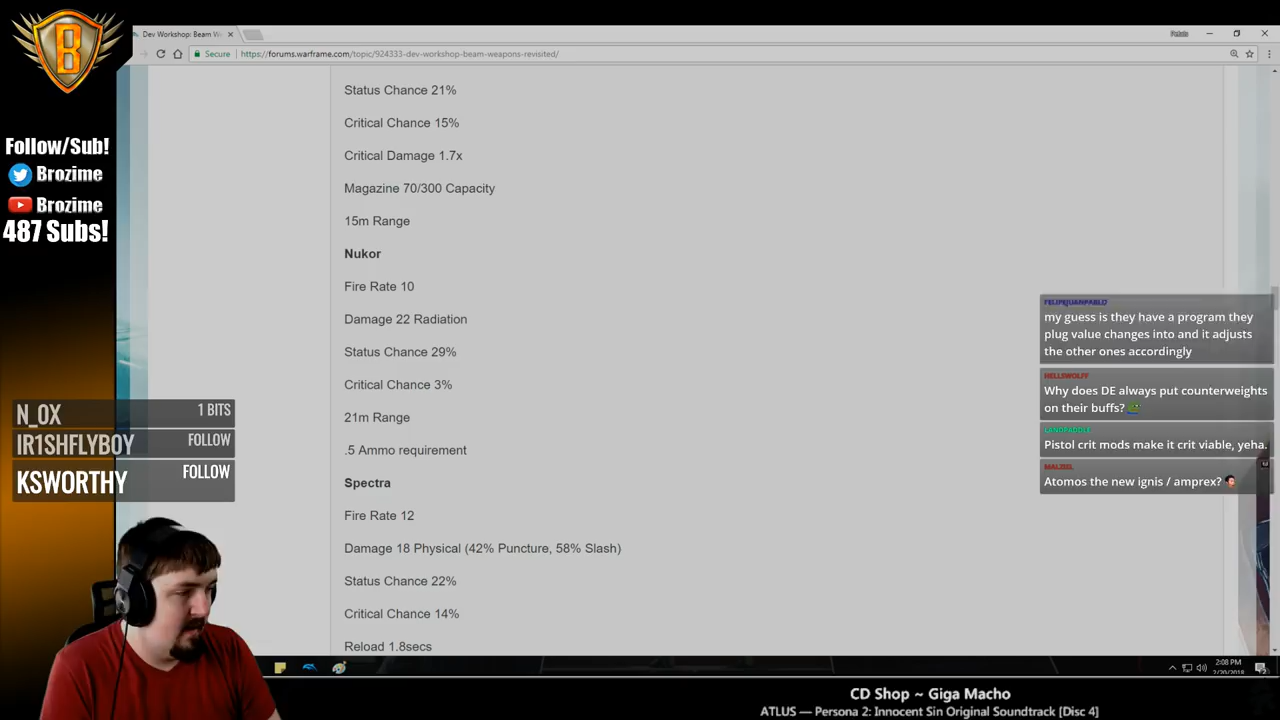 B
Follow/Sub!
Brozime
Brozime
487 Subs!
N_OX 1 BITS
IR1SHFLYBOY FOLLOW
KSWORTHY FOLLOW
Dev Workshop: Beam W
Secure https://forums.warframe.com/topic/924333-dev-workshop-beam-weapons-revisited/
Status Chance 21%
Critical Chance 15%
Critical Damage 1.7x
Magazine 70/300 Capacity
15m Range
Nukor
Fire Rate 10
Damage 22 Radiation
Status Chance 29%
Critical Chance 3%
21m Range
.5 Ammo requirement
Spectra
Fire Rate 12
Damage 18 Physical (42% Puncture, 58% Slash)
Status Chance 22%
Critical Chance 14%
Reload 1.8secs
FELIPEJUANPABLO
my guess is they have a program they
plug value changes into and it adjusts
the other ones accordingly
HELLSWOLFF
Why does DE always put counterweights
on their buffs?
Pistol crit mods make it crit viable, yeha.
Atomos the new ignis / amprex?
2:08 PM
2/20/2018
CD Shop ~ Giga Macho
ATLUS — Persona 2: Innocent Sin Original Soundtrack [Disc 4]